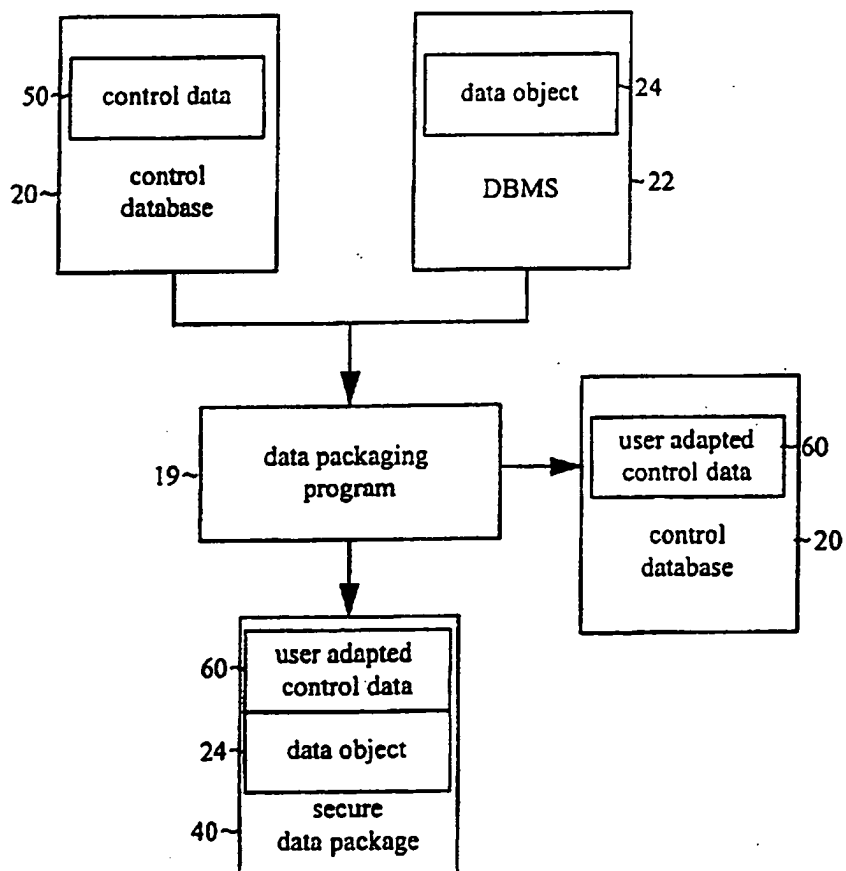 50~ control data
control
20~ database
data object ~24
DBMS ~22
data packaging
19~ program
user adapted ~60
control data
control
database ~20
user adapted
60~ control data
24~ data object
secure
40~ data package